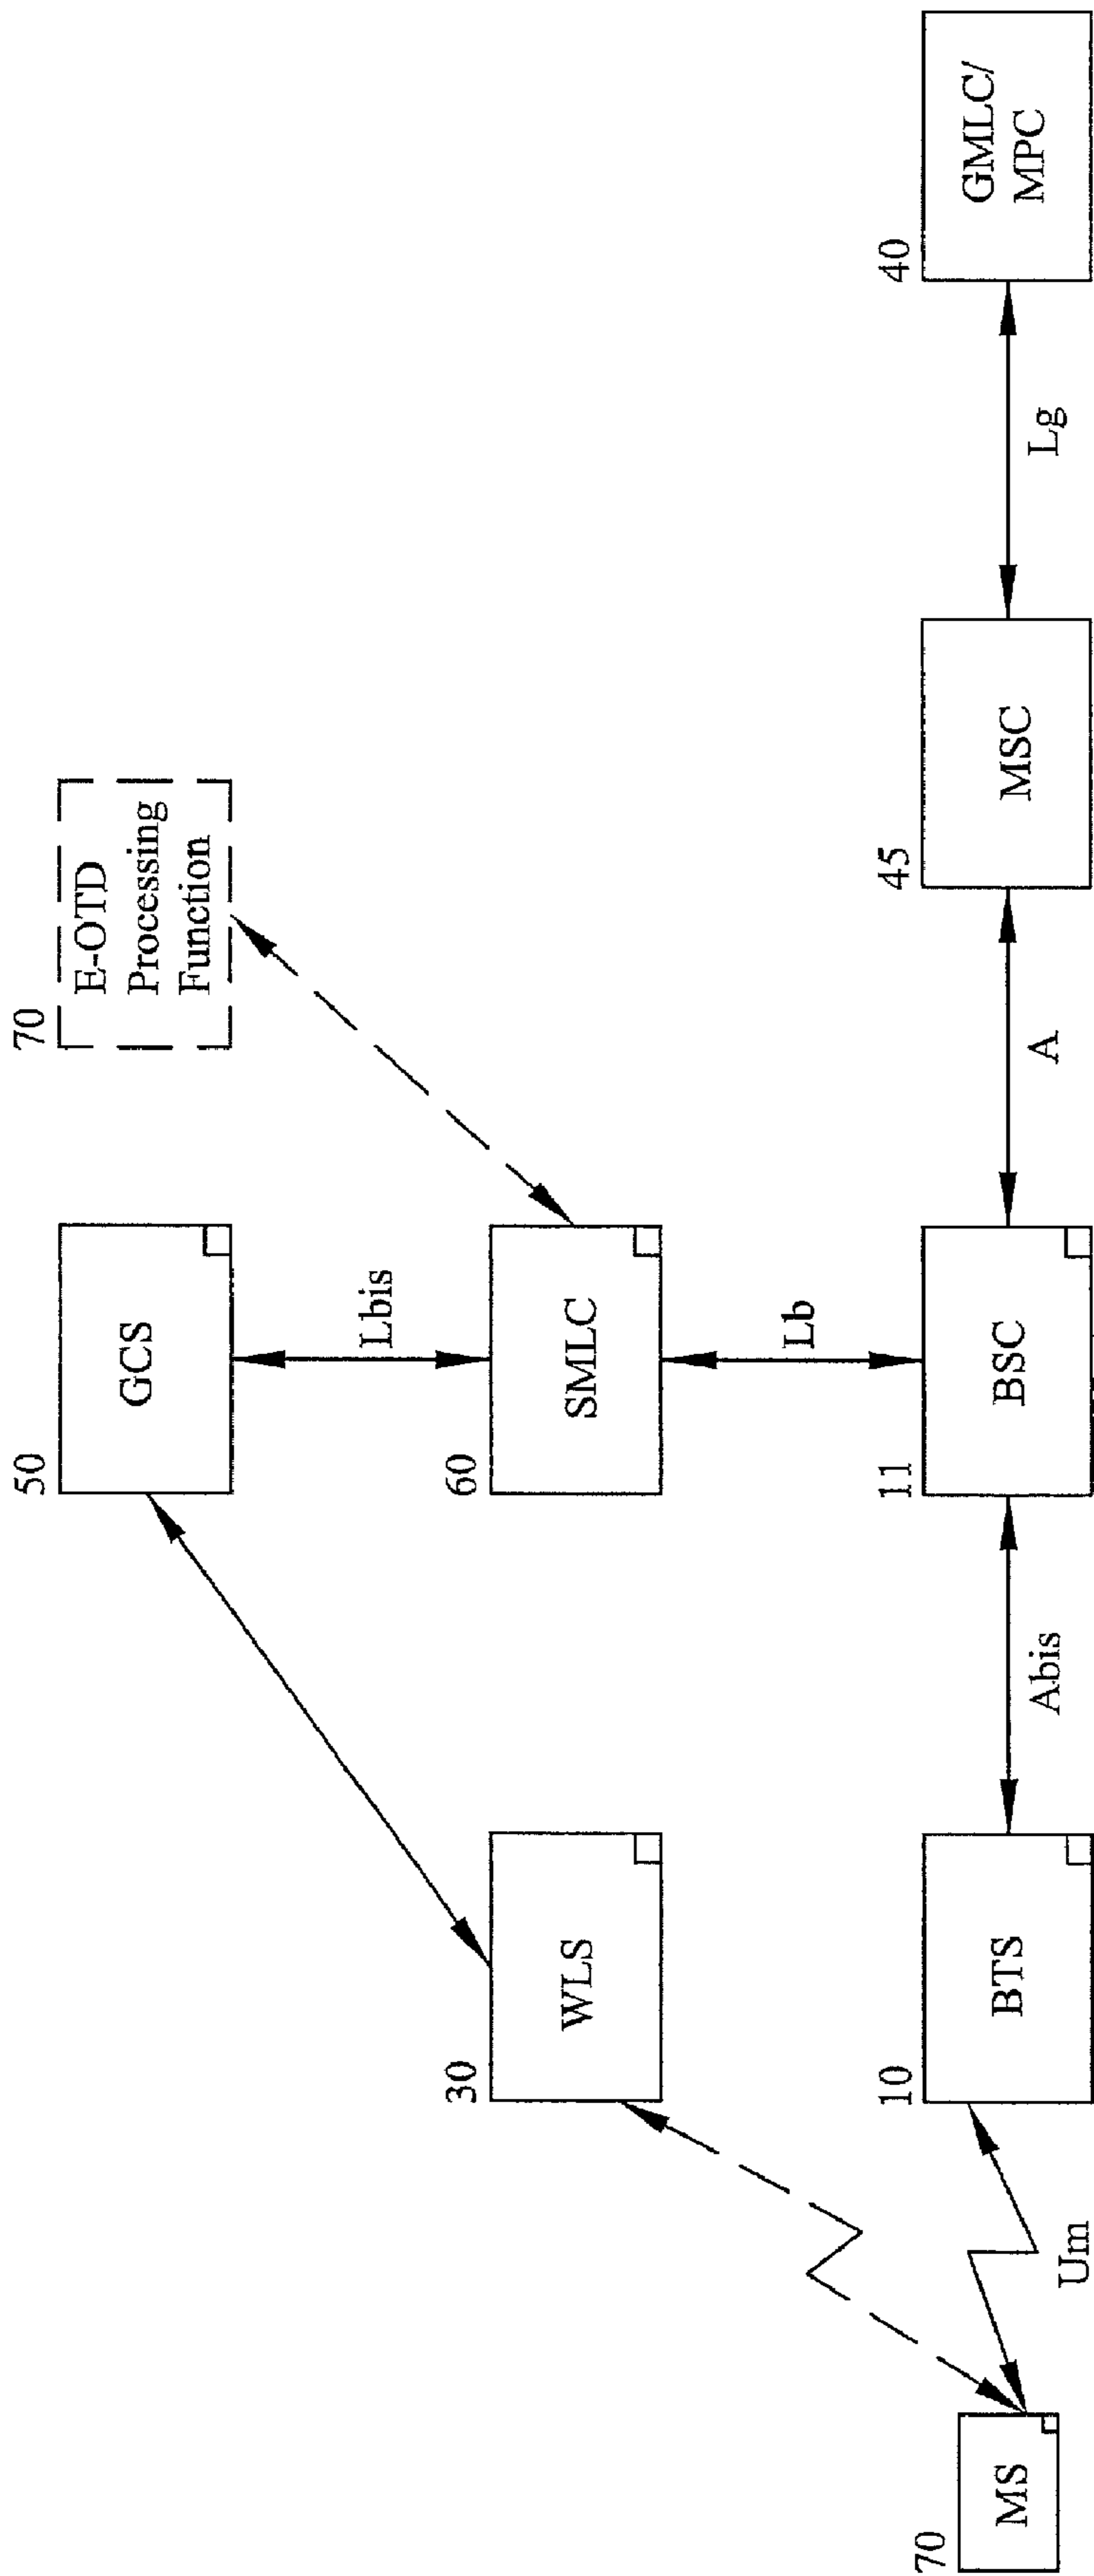 50
GCS
70
E-OTD
Processing
Function
Lbis
30
WLS
60
SMLC
Lb
70
MS
Um
10
BTS
Abis
11
BSC
A
45
MSC
Lg
40
GMLC/
MPC